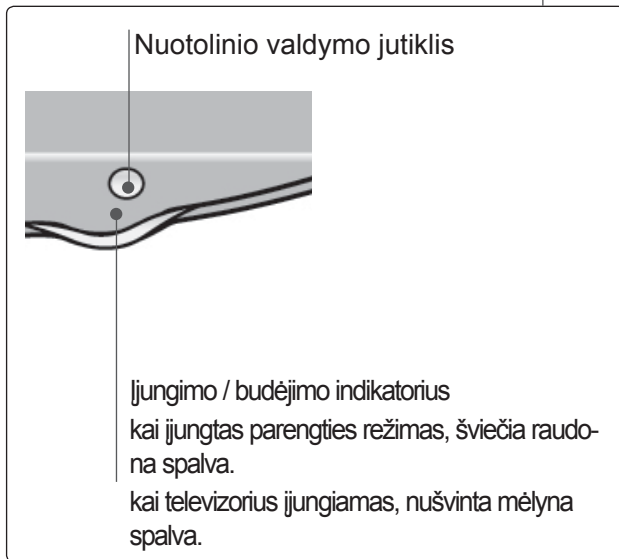 Nuotolinio valdymo jutiklis
Įjungimo / budėjimo indikatorius
kai įjungtas parengties režimas, šviečia raudo-
na spalva.
kai televizorius įjungiamas, nušvinta mėlyna
spalva.